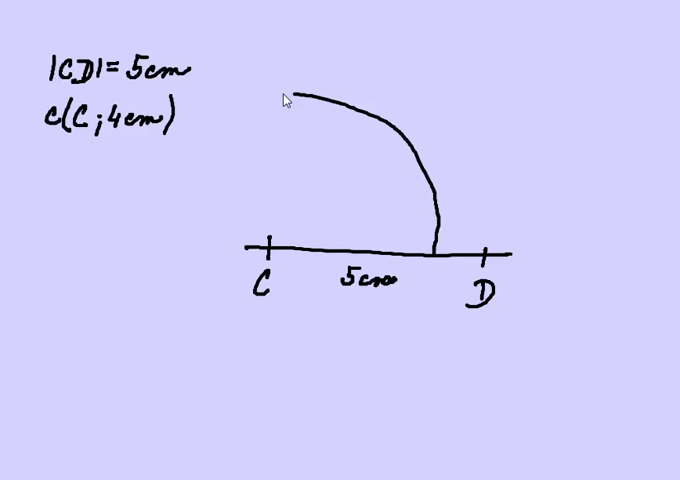 |CD| = 5cm
c(C; 4cm)
5cm
C
D